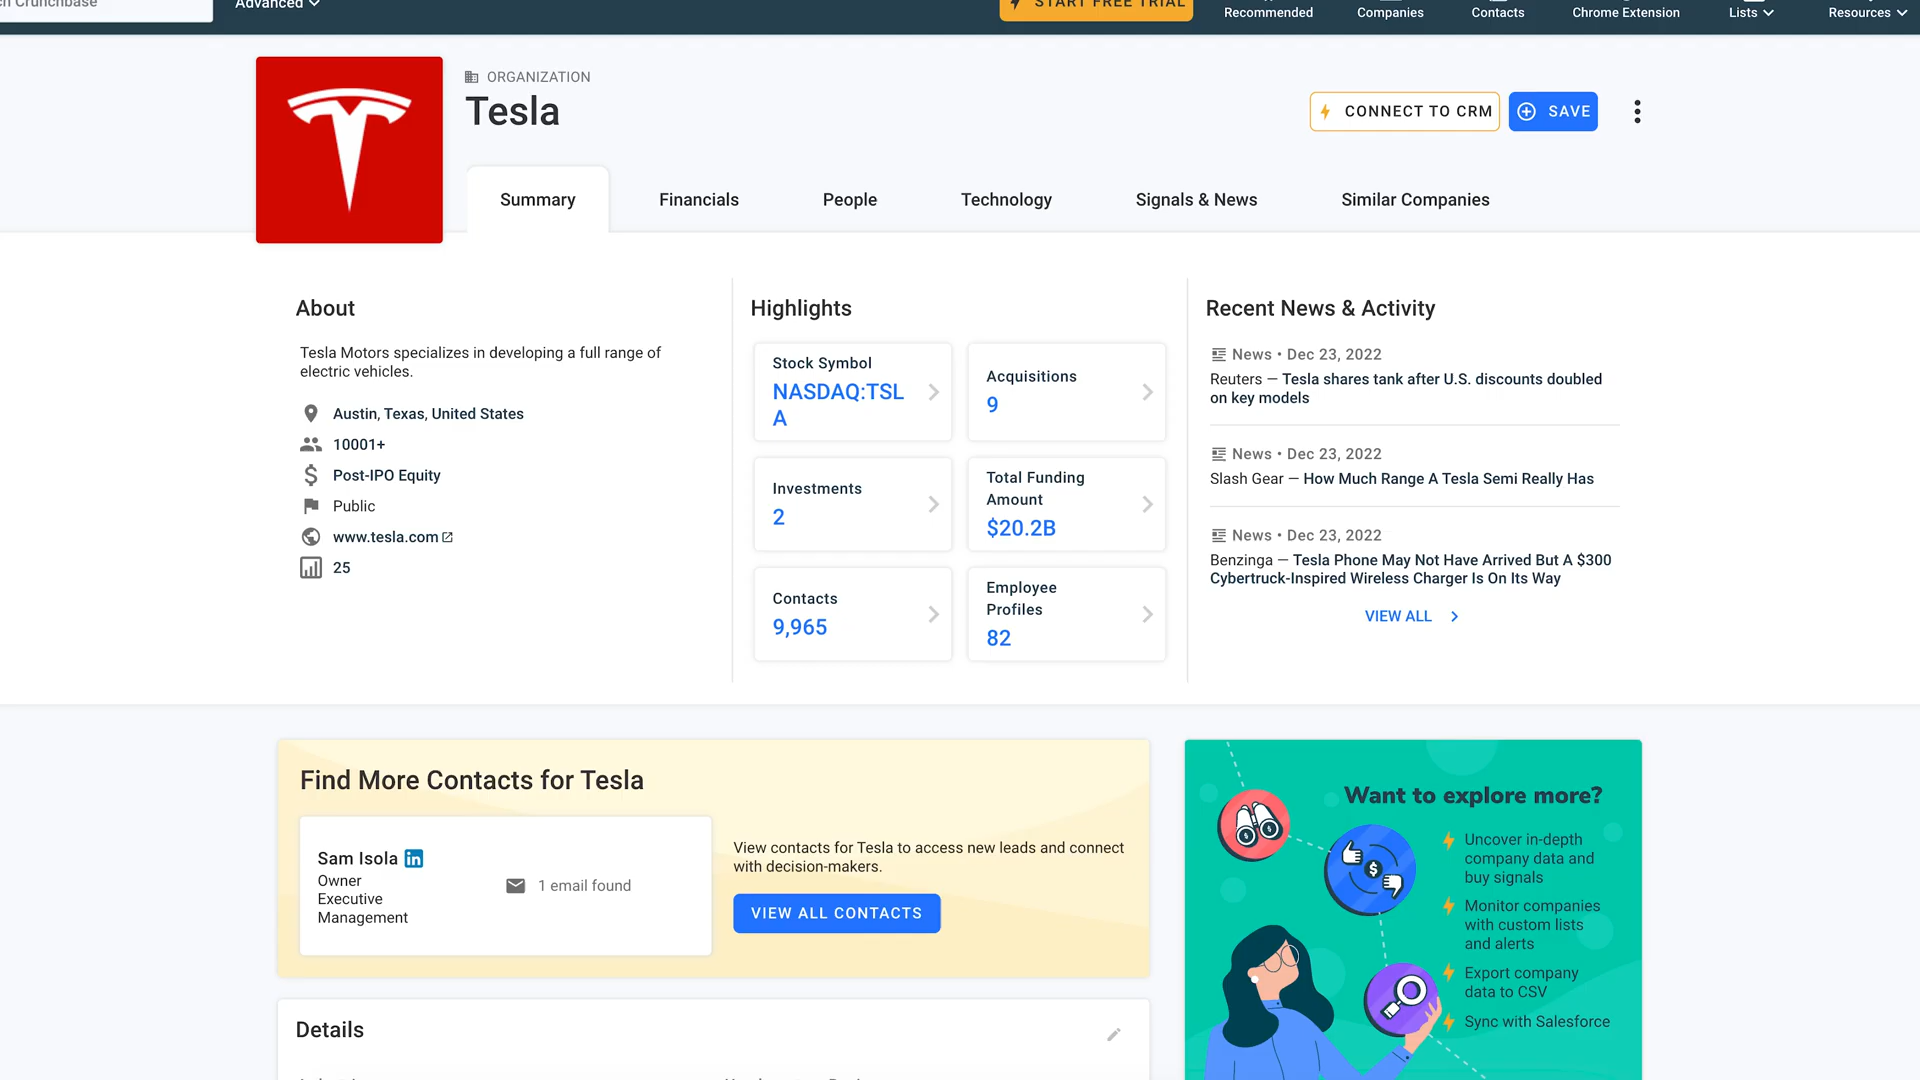 Crunchbase
Advanced
START FREE TRIAL
Recommended
Companies
Contacts
Chrome Extension
Lists
Resources
ORGANIZATION
Tesla
CONNECT TO CRM
SAVE
Summary
Financials
People
Technology
Signals & News
Similar Companies
About
Tesla Motors specializes in developing a full range of
electric vehicles.
Austin, Texas, United States
10001+
Post-IPO Equity
Public
www.tesla.com
25
Highlights
Stock Symbol
NASDAQ:TSL
A
Acquisitions
9
Investments
2
Total Funding
Amount
$20.2B
Contacts
9,965
Employee
Profiles
82
Recent News & Activity
News • Dec 23, 2022
Reuters — Tesla shares tank after U.S. discounts doubled
on key models
News • Dec 23, 2022
Slash Gear — How Much Range A Tesla Semi Really Has
News • Dec 23, 2022
Benzinga — Tesla Phone May Not Have Arrived But A $300
Cybertruck-Inspired Wireless Charger Is On Its Way
VIEW ALL
Find More Contacts for Tesla
Sam Isola
Owner
Executive
Management
1 email found
View contacts for Tesla to access new leads and connect
with decision-makers.
VIEW ALL CONTACTS
Want to explore more?
Uncover in-depth
company data and
buy signals
Monitor companies
with custom lists
and alerts
Export company
data to CSV
Sync with Salesforce
Details